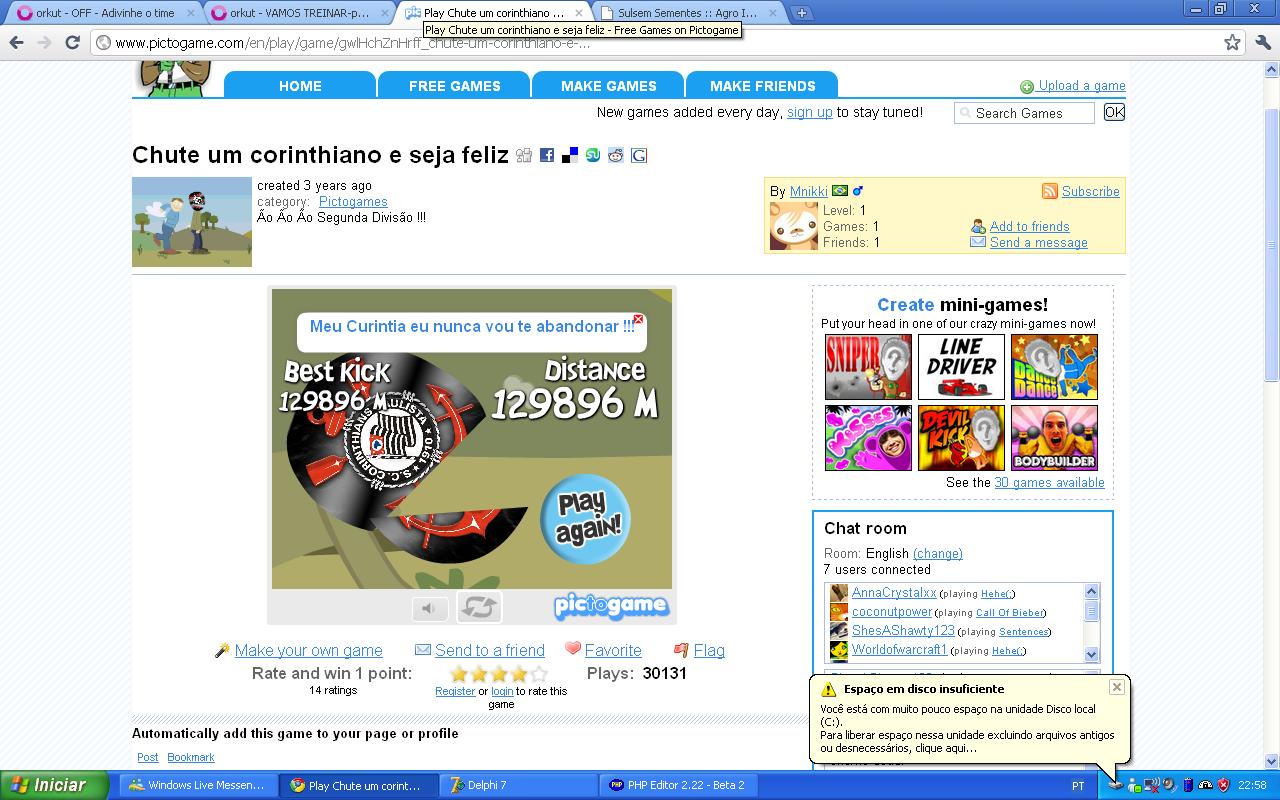 orkut - OFF - Adivinhe o time
orkut - VAMOS TREINAR-p...
Play Chute um corinthiano ...
Sulsem Sementes :: Agro I...
Play Chute um corinthiano e seja feliz - Free Games on Pictogame
www.pictogame.com/en/play/game/gwlHchZnHrff_chute-um-corinthiano-e-...
HOME
FREE GAMES
MAKE GAMES
MAKE FRIENDS
Upload a game
New games added every day, sign up to stay tuned!
Search Games
OK
Chute um corinthiano e seja feliz
created 3 years ago
category: Pictogames
Ão Ão Ão Segunda Divisão !!!
By Mnikki
Subscribe
Level: 1
Games: 1
Friends: 1
Add to friends
Send a message
Meu Curintia eu nunca vou te abandonar !!!
Best Kick
129896 M
Distance
129896 M
S.C. CORINTHIANS PAULISTA
1910
Play again!
pictogame
Create mini-games!
Put your head in one of our crazy mini-games now!
SNIPER
LINE DRIVER
Dance Dance
KISSES
DEVIL KICK
BODYBUILDER
See the 30 games available
Chat room
Room: English (change)
7 users connected
AnnaCrystalxx (playing Hehe(;)
coconutpower (playing Call Of Bieber)
ShesAShawty123 (playing Sentences)
Worldofwarcraft1 (playing Hehe(;)
Make your own game
Send to a friend
Favorite
Flag
Rate and win 1 point:
14 ratings
Register or login to rate this game
Plays: 30131
Automatically add this game to your page or profile
Post
Bookmark
Espaço em disco insuficiente
Você está com muito pouco espaço na unidade Disco local
(C:).
Para liberar espaço nessa unidade excluindo arquivos antigos
ou desnecessários, clique aqui...
Iniciar
Windows Live Messen...
Play Chute um corint...
Delphi 7
PHP Editor 2.22 - Beta 2
PT
22:58